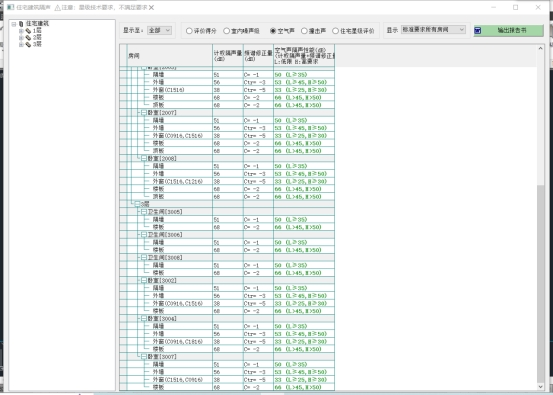 住宅建筑隔声 ⚠注意：星级技术要求，不满足要求
住宅建筑
1层
2层
3层
显示至: 全部 评价得分 室内噪声级 空气声 撞击声 住宅星级评价 显示 标准要求所有房间 输出报告书
房间 计权隔声量(dB) 频谱修正量(dB) 空气声隔声性能(dB)
(计权隔声量+频谱修正量
L:低限 H:高要求
隔墙 51 C= -1 50 (L≥35)
外墙 56 Ctr= -3 53 (L≥45,H≥50)
外窗(C1516) 38 Ctr= -5 33 (L≥25,H≥30)
楼板 68 C= -2 66 (L>45,H>50)
顶板 68 C= -2 66 (L>45,H>50)
卧室[2007]
隔墙 51 C= -1 50 (L≥35)
外墙 56 Ctr= -3 53 (L≥45,H≥50)
外窗(C0916,C1516) 38 Ctr= -5 33 (L≥25,H≥30)
楼板 68 C= -2 66 (L>45,H>50)
顶板 68 C= -2 66 (L>45,H>50)
卧室[2008]
隔墙 51 C= -1 50 (L≥35)
外墙 56 Ctr= -3 53 (L≥45,H≥50)
外窗(C1516,C1216) 38 Ctr= -5 33 (L≥25,H≥30)
楼板 68 C= -2 66 (L>45,H>50)
顶板 68 C= -2 66 (L>45,H>50)
3层
卫生间[3005]
隔墙 51 C= -1 50 (L≥35)
楼板 68 C= -2 66 (L>45,H>50)
卫生间[3006]
隔墙 51 C= -1 50 (L≥35)
楼板 68 C= -2 66 (L>45,H>50)
卫生间[3008]
隔墙 51 C= -1 50 (L≥35)
楼板 68 C= -2 66 (L>45,H>50)
卧室[3002]
隔墙 51 C= -1 50 (L≥35)
外墙 56 Ctr= -3 53 (L≥45,H≥50)
外窗(C0916,C1516) 38 Ctr= -5 33 (L≥25,H≥30)
楼板 68 C= -2 66 (L>45,H>50)
卧室[3004]
隔墙 51 C= -1 50 (L≥35)
外墙 56 Ctr= -3 53 (L≥45,H≥50)
外窗(C0916,C1816) 38 Ctr= -5 33 (L≥25,H≥30)
楼板 68 C= -2 66 (L>45,H>50)
卧室[3007]
隔墙 51 C= -1 50 (L≥35)
外墙 56 Ctr= -3 53 (L≥45,H≥50)
外窗(C1516,C0916) 38 Ctr= -5 33 (L≥25,H≥30)
楼板 68 C= -2 66 (L>45,H>50)